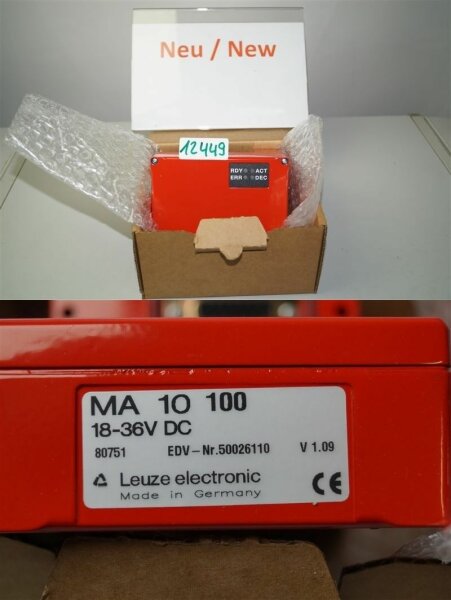 Neu / New
12449
RDY ACT
ERR DEC
MA 10 100
18-36V DC
80751 EDV-Nr.50026110 V 1.09
Leuze electronic
Made in Germany
CE